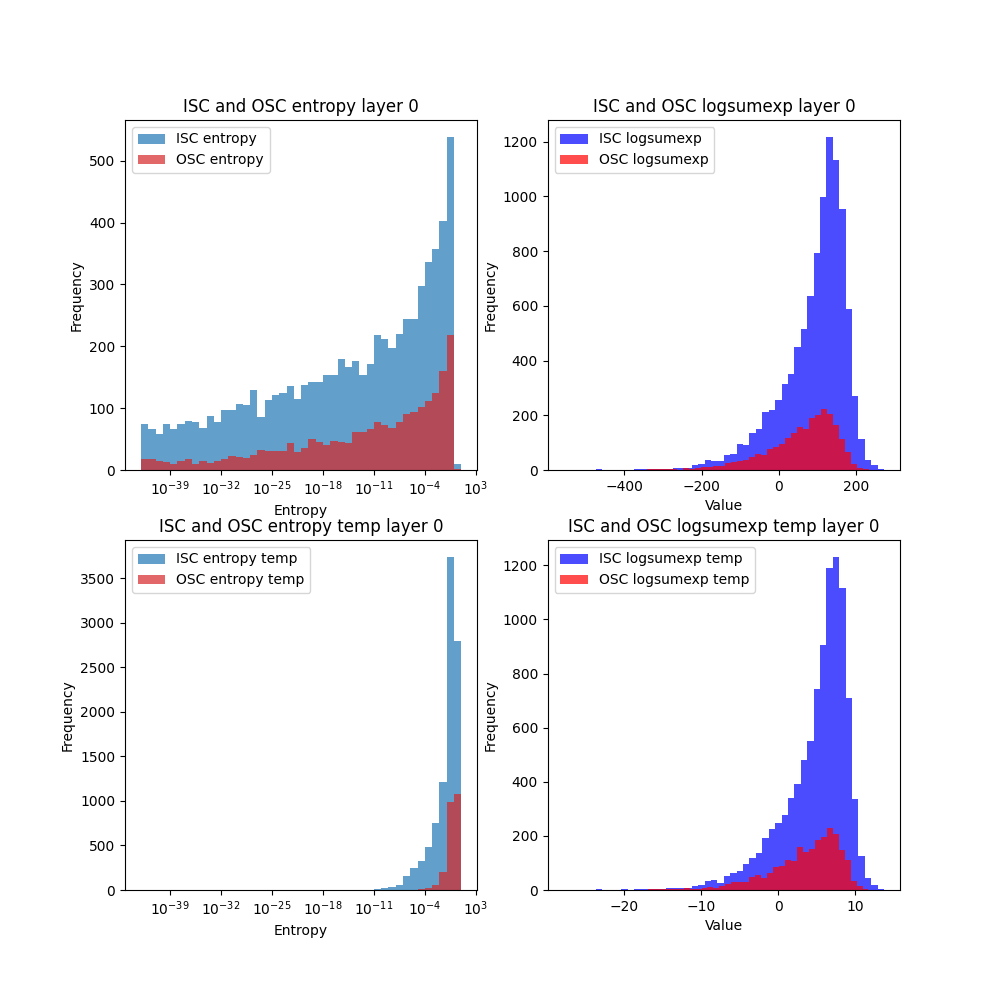 ISC and OSC entropy layer 0
ISC entropy
OSC entropy
500
400
300
200
100
0
Frequency
10⁻³⁹ 10⁻³² 10⁻²⁵ 10⁻¹⁸ 10⁻¹¹ 10⁻⁴ 10³
Entropy
ISC and OSC logsumexp layer 0
ISC logsumexp
OSC logsumexp
1200
1000
800
600
400
200
0
Frequency
−400 −200 0 200
Value
ISC and OSC entropy temp layer 0
ISC entropy temp
OSC entropy temp
3500
3000
2500
2000
1500
1000
500
0
Frequency
10⁻³⁹ 10⁻³² 10⁻²⁵ 10⁻¹⁸ 10⁻¹¹ 10⁻⁴ 10³
Entropy
ISC and OSC logsumexp temp layer 0
ISC logsumexp temp
OSC logsumexp temp
1200
1000
800
600
400
200
0
Frequency
−20 −10 0 10
Value